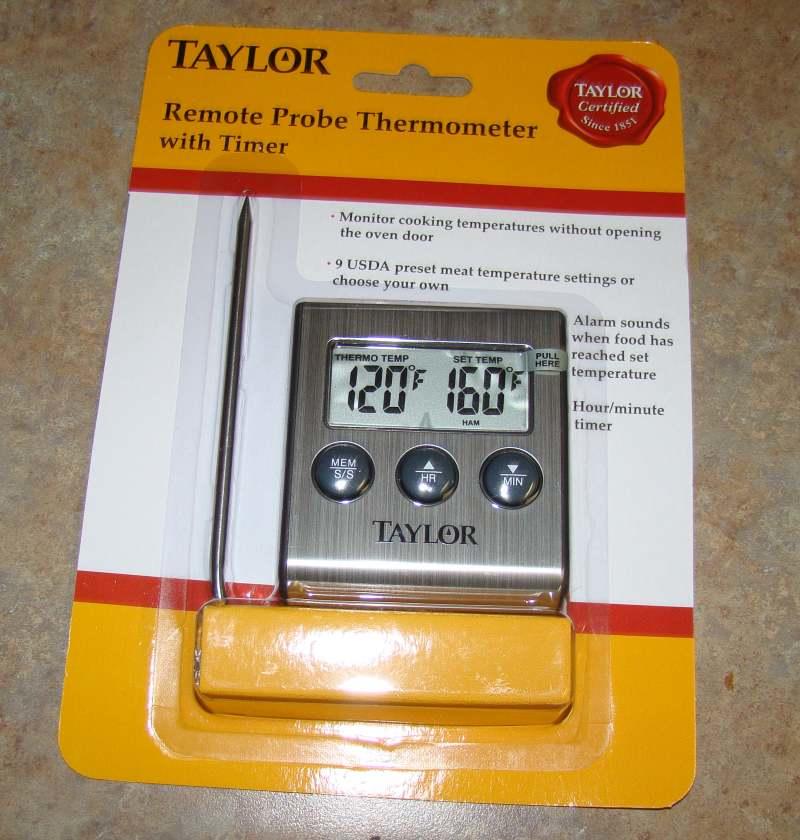 TAYLOR
TAYLOR
Certified
Since 1851
Remote Probe Thermometer
with Timer
• Monitor cooking temperatures without opening
the oven door
• 9 USDA preset meat temperature settings or
choose your own
Alarm sounds
when food has
reached set
temperature
Hour/minute
timer
THERMO TEMP
SET TEMP
PULL
HERE
120°F
160°F
HAM
MEM
S/S
▲
HR
▼
MIN
TAYLOR